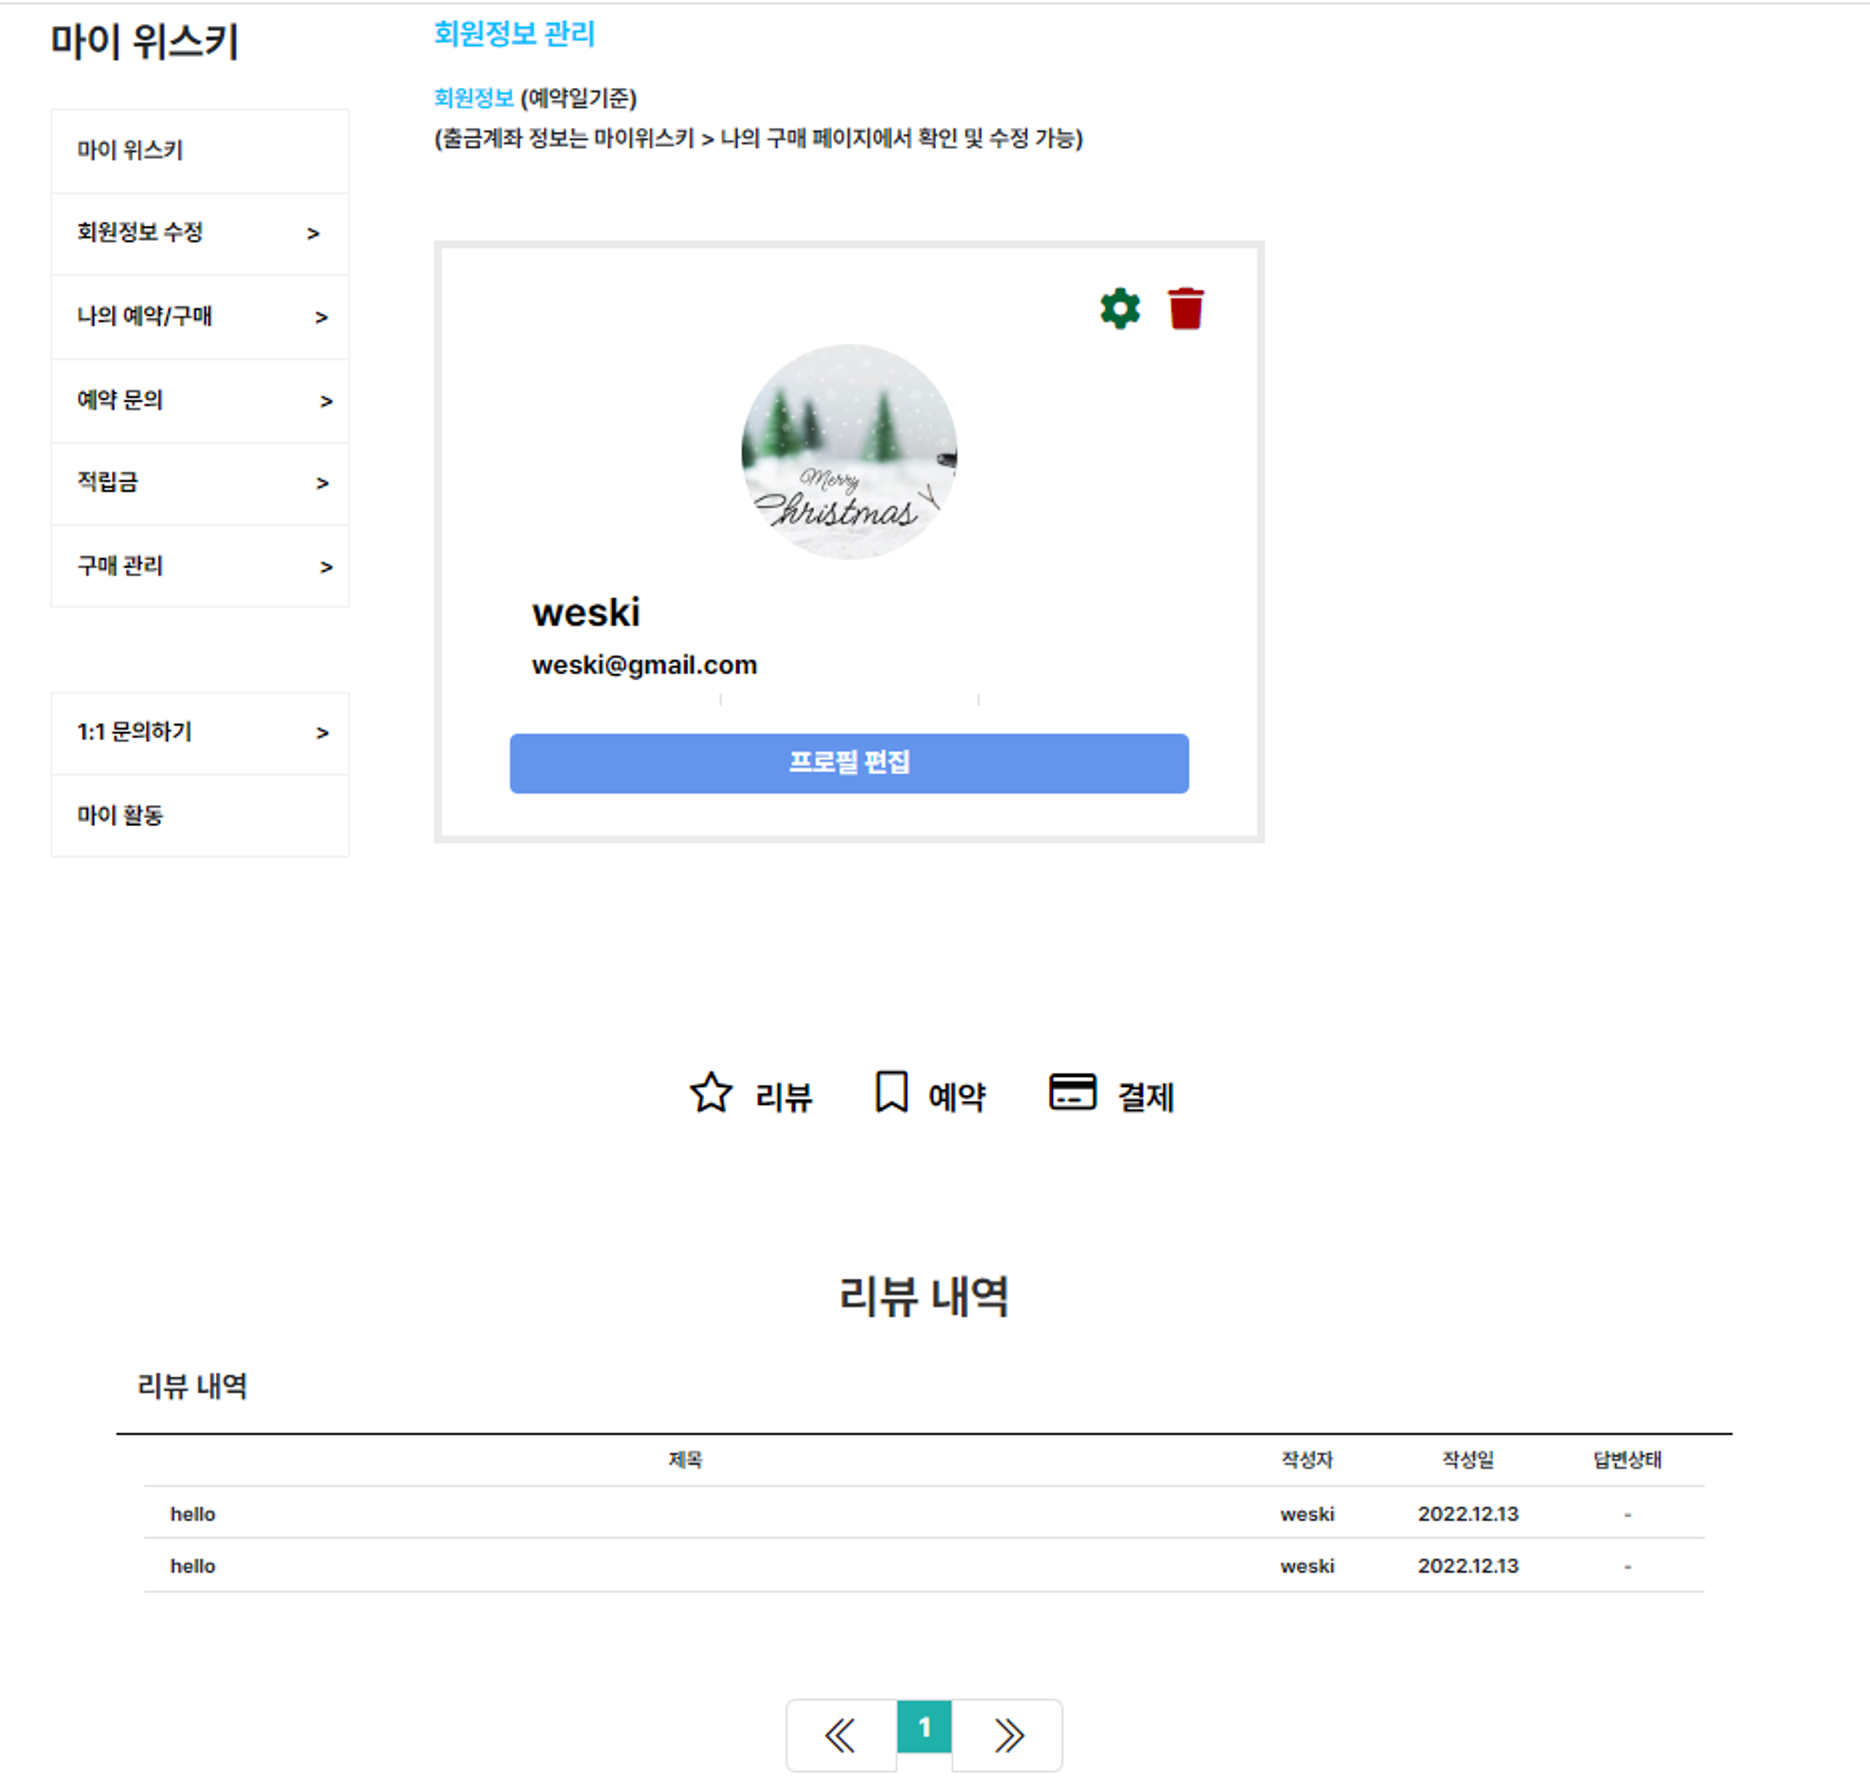 마이 위스키
마이 위스키
회원정보 수정 >
나의 예약/구매 >
예약 문의 >
적립금 >
구매 관리 >
1:1 문의하기 >
마이 활동
회원정보 관리
회원정보 (예약일기준)
(출금계좌 정보는 마이위스키 > 나의 구매 페이지에서 확인 및 수정 가능)
Merry
Christmas
weski
weski@gmail.com
프로필 편집
리뷰 예약 결제
리뷰 내역
리뷰 내역
제목 작성자 작성일 답변상태
hello weski 2022.12.13 -
hello weski 2022.12.13 -
1